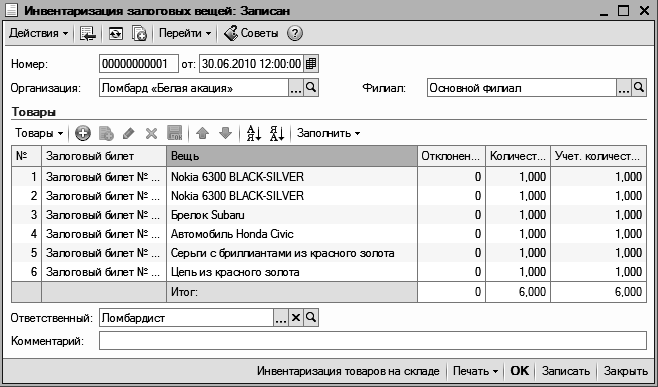 Инвентаризация залоговых вещей: Записан
Действия Перейти Советы ?
Номер: 00000000001 от: 30.06.2010 12:00:00
Организация: Ломбард «Белая акация» ... Филиал: Основной филиал ...
Товары
Товары Заполнить
№ Залоговый билет Вещь Отклонен... Количест... Учет. количест...
1 Залоговый билет № ... Nokia 6300 BLACK-SILVER 0 1,000 1,000
2 Залоговый билет № ... Nokia 6300 BLACK-SILVER 0 1,000 1,000
3 Залоговый билет № ... Брелок Subaru 0 1,000 1,000
4 Залоговый билет № ... Автомобиль Honda Civic 0 1,000 1,000
5 Залоговый билет № ... Серьги с бриллиантами из красного золота 0 1,000 1,000
6 Залоговый билет № ... Цепь из красного золота 0 1,000 1,000
Итог: 0 6,000 6,000
Ответственный: Ломбардист ...
Комментарий:
Инвентаризация товаров на складе Печать OK Записать Закрыть